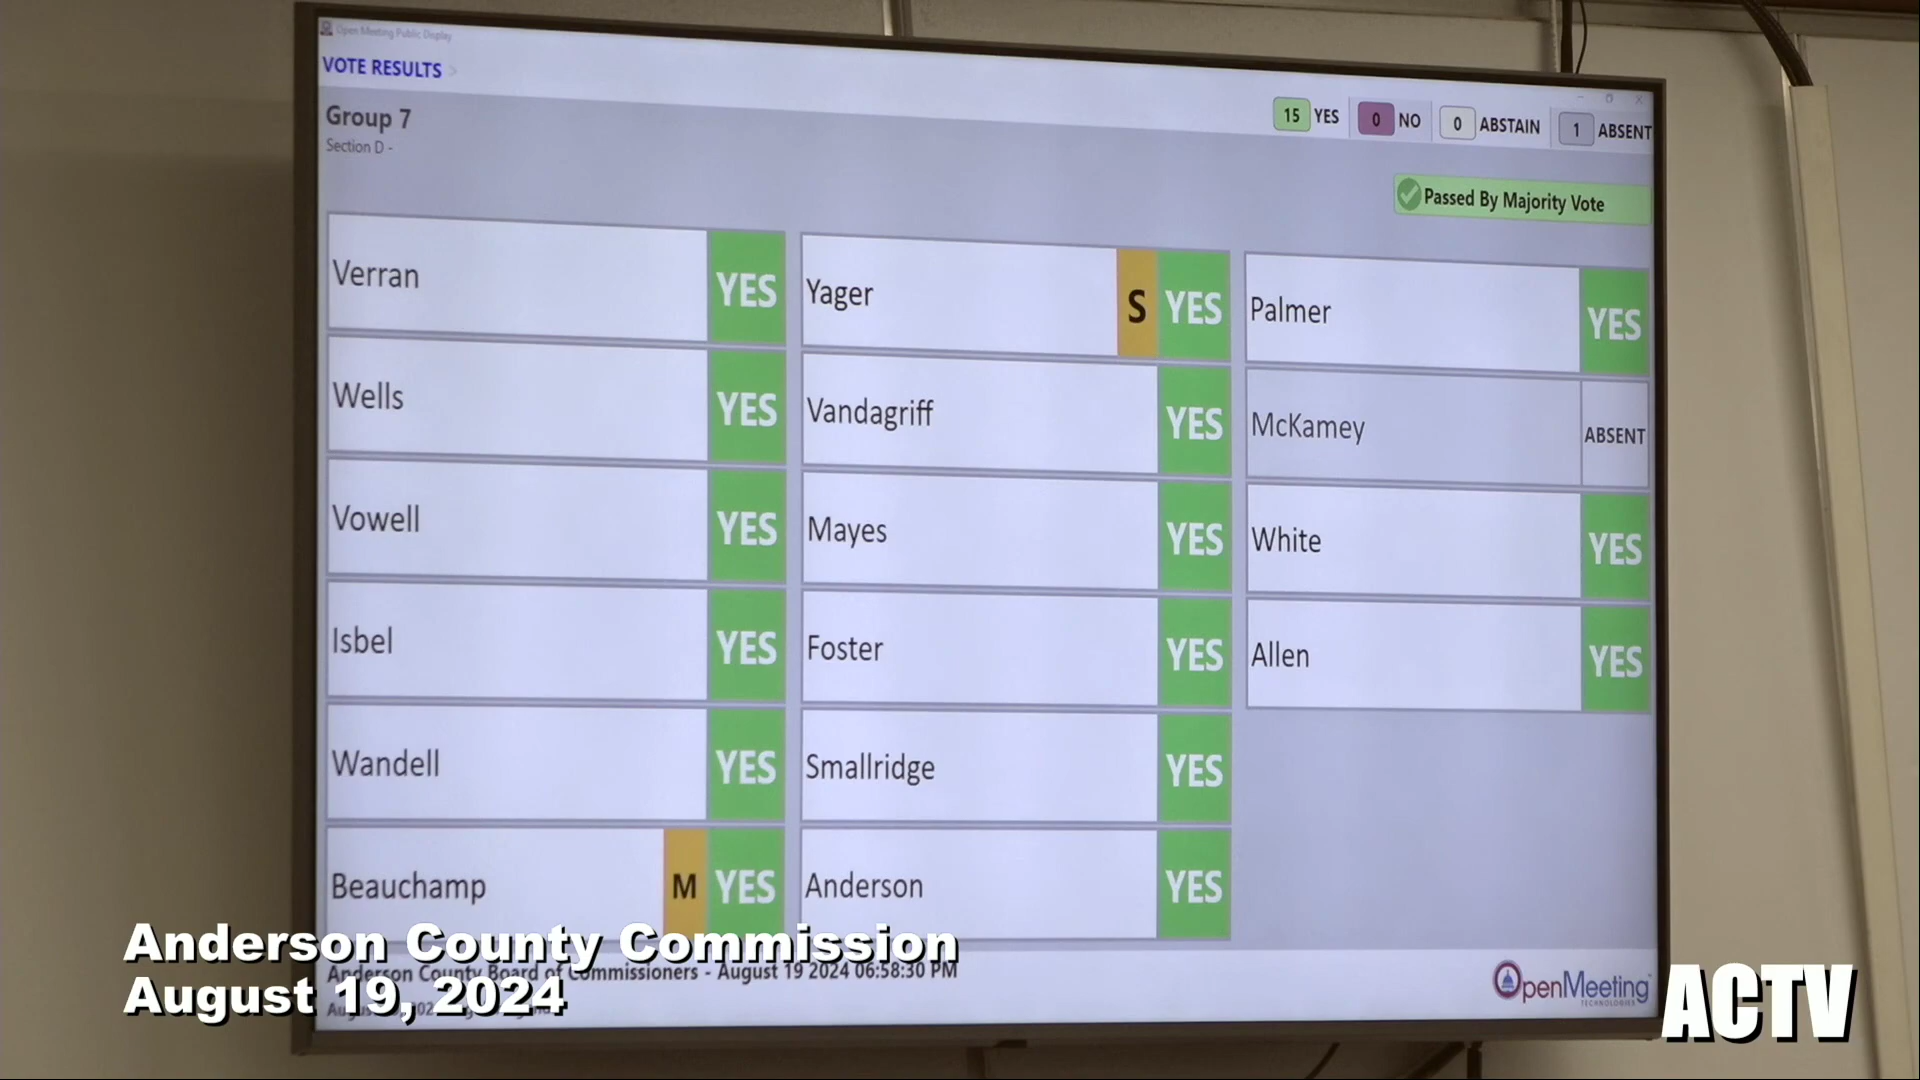 Open Meeting Public Display
VOTE RESULTS >
Group 7
Section D -
15 YES 0 NO 0 ABSTAIN 1 ABSENT
Passed By Majority Vote
Verran YES
Wells YES
Vowell YES
Isbel YES
Wandell YES
Beauchamp M YES
Yager S YES
Vandagriff YES
Mayes YES
Foster YES
Smallridge YES
Anderson YES
Palmer YES
McKamey ABSENT
White YES
Allen YES
Anderson County Commission
Anderson County Board of Commissioners - August 19 2024 06:58:30 PM
August 19, 2024
OpenMeeting
TECHNOLOGIES
ACTV